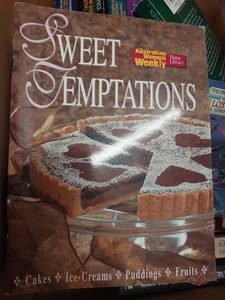 SWEET
TEMPTATIONS
Australian
Women's
Weekly
Home
Library
Cakes ❖ Ice-Creams ❖ Puddings ❖ Fruits